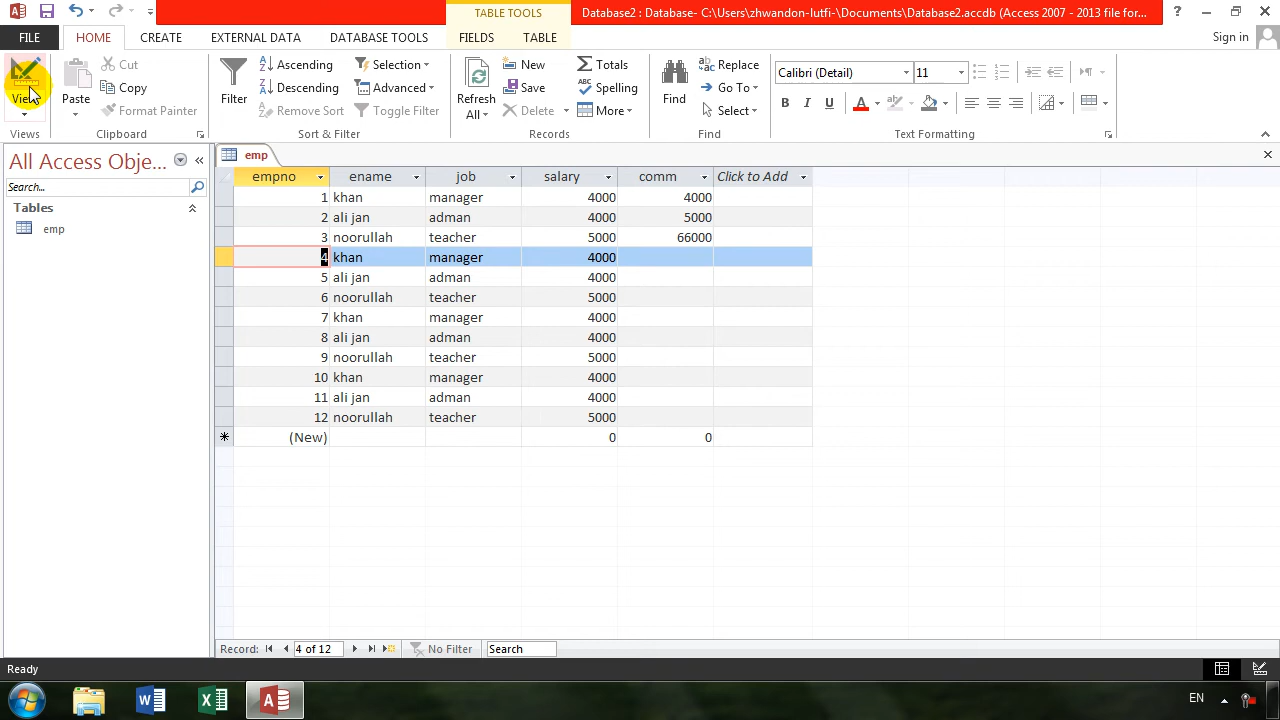 TABLE TOOLS
Database2 : Database- C:\Users\zhwandon-lutfi-\Documents\Database2.accdb (Access 2007 - 2013 file for...
?
FILE HOME CREATE EXTERNAL DATA DATABASE TOOLS FIELDS TABLE
Sign in
View
Views
Paste
Cut
Copy
Format Painter
Clipboard
Filter
Ascending
Descending
Remove Sort
Selection
Advanced
Toggle Filter
Sort & Filter
Refresh
All
New
Save
Delete
Totals
Spelling
More
Records
Find
Replace
Go To
Select
Find
Calibri (Detail) 11
B I U A
Text Formatting
All Access Obje...
Search...
Tables
emp
emp
empno ename job salary comm Click to Add
1 khan manager 4000 4000
2 ali jan adman 4000 5000
3 noorullah teacher 5000 66000
4 khan manager 4000
5 ali jan adman 4000
6 noorullah teacher 5000
7 khan manager 4000
8 ali jan adman 4000
9 noorullah teacher 5000
10 khan manager 4000
11 ali jan adman 4000
12 noorullah teacher 5000
(New) 0 0
Record: 4 of 12 No Filter Search
Ready
EN